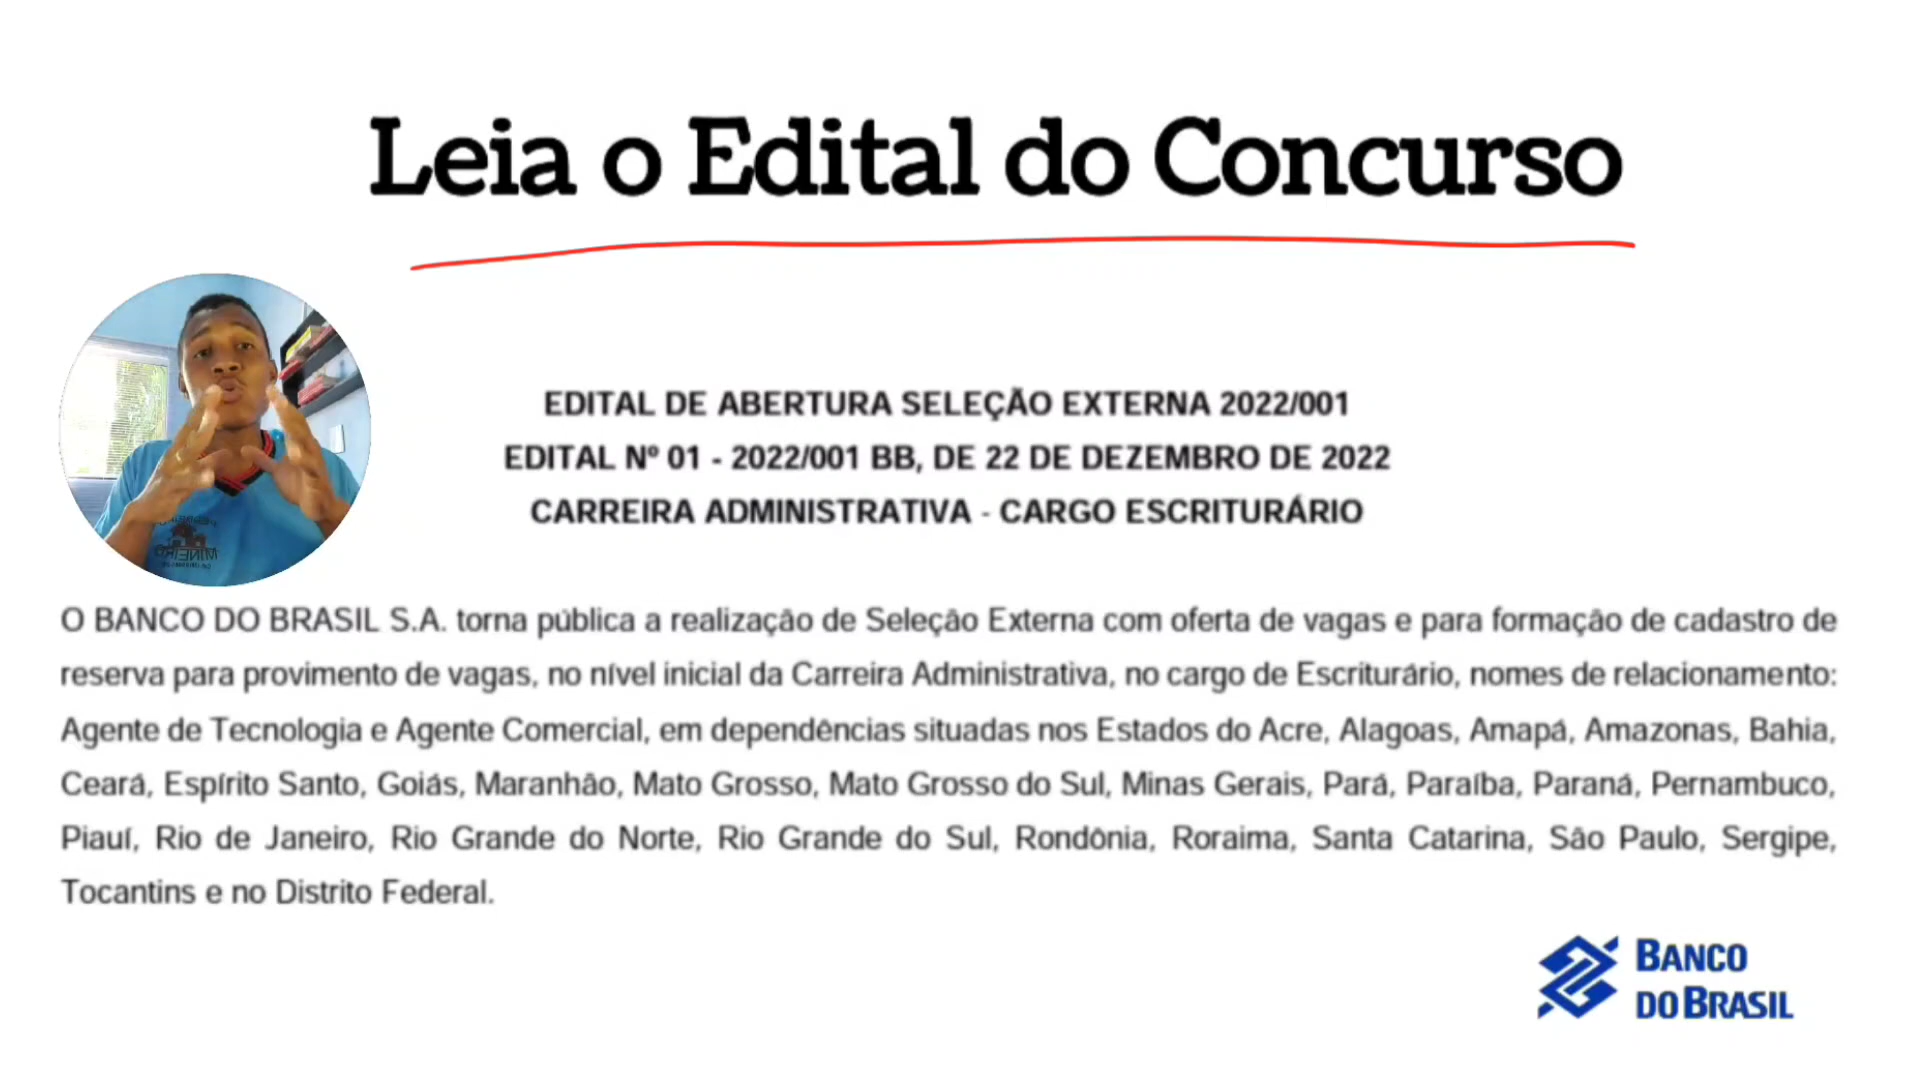 Leia o Edital do Concurso
EDITAL DE ABERTURA SELEÇÃO EXTERNA 2022/001
EDITAL Nº 01 - 2022/001 BB, DE 22 DE DEZEMBRO DE 2022
CARREIRA ADMINISTRATIVA - CARGO ESCRITURÁRIO
MINEIRO
O BANCO DO BRASIL S.A. torna pública a realização de Seleção Externa com oferta de vagas e para formação de cadastro de
reserva para provimento de vagas, no nível inicial da Carreira Administrativa, no cargo de Escriturário, nomes de relacionamento:
Agente de Tecnologia e Agente Comercial, em dependências situadas nos Estados do Acre, Alagoas, Amapá, Amazonas, Bahia,
Ceará, Espírito Santo, Goiás, Maranhão, Mato Grosso, Mato Grosso do Sul, Minas Gerais, Pará, Paraíba, Paraná, Pernambuco,
Piauí, Rio de Janeiro, Rio Grande do Norte, Rio Grande do Sul, Rondônia, Roraima, Santa Catarina, São Paulo, Sergipe,
Tocantins e no Distrito Federal.
BANCO
DO BRASIL